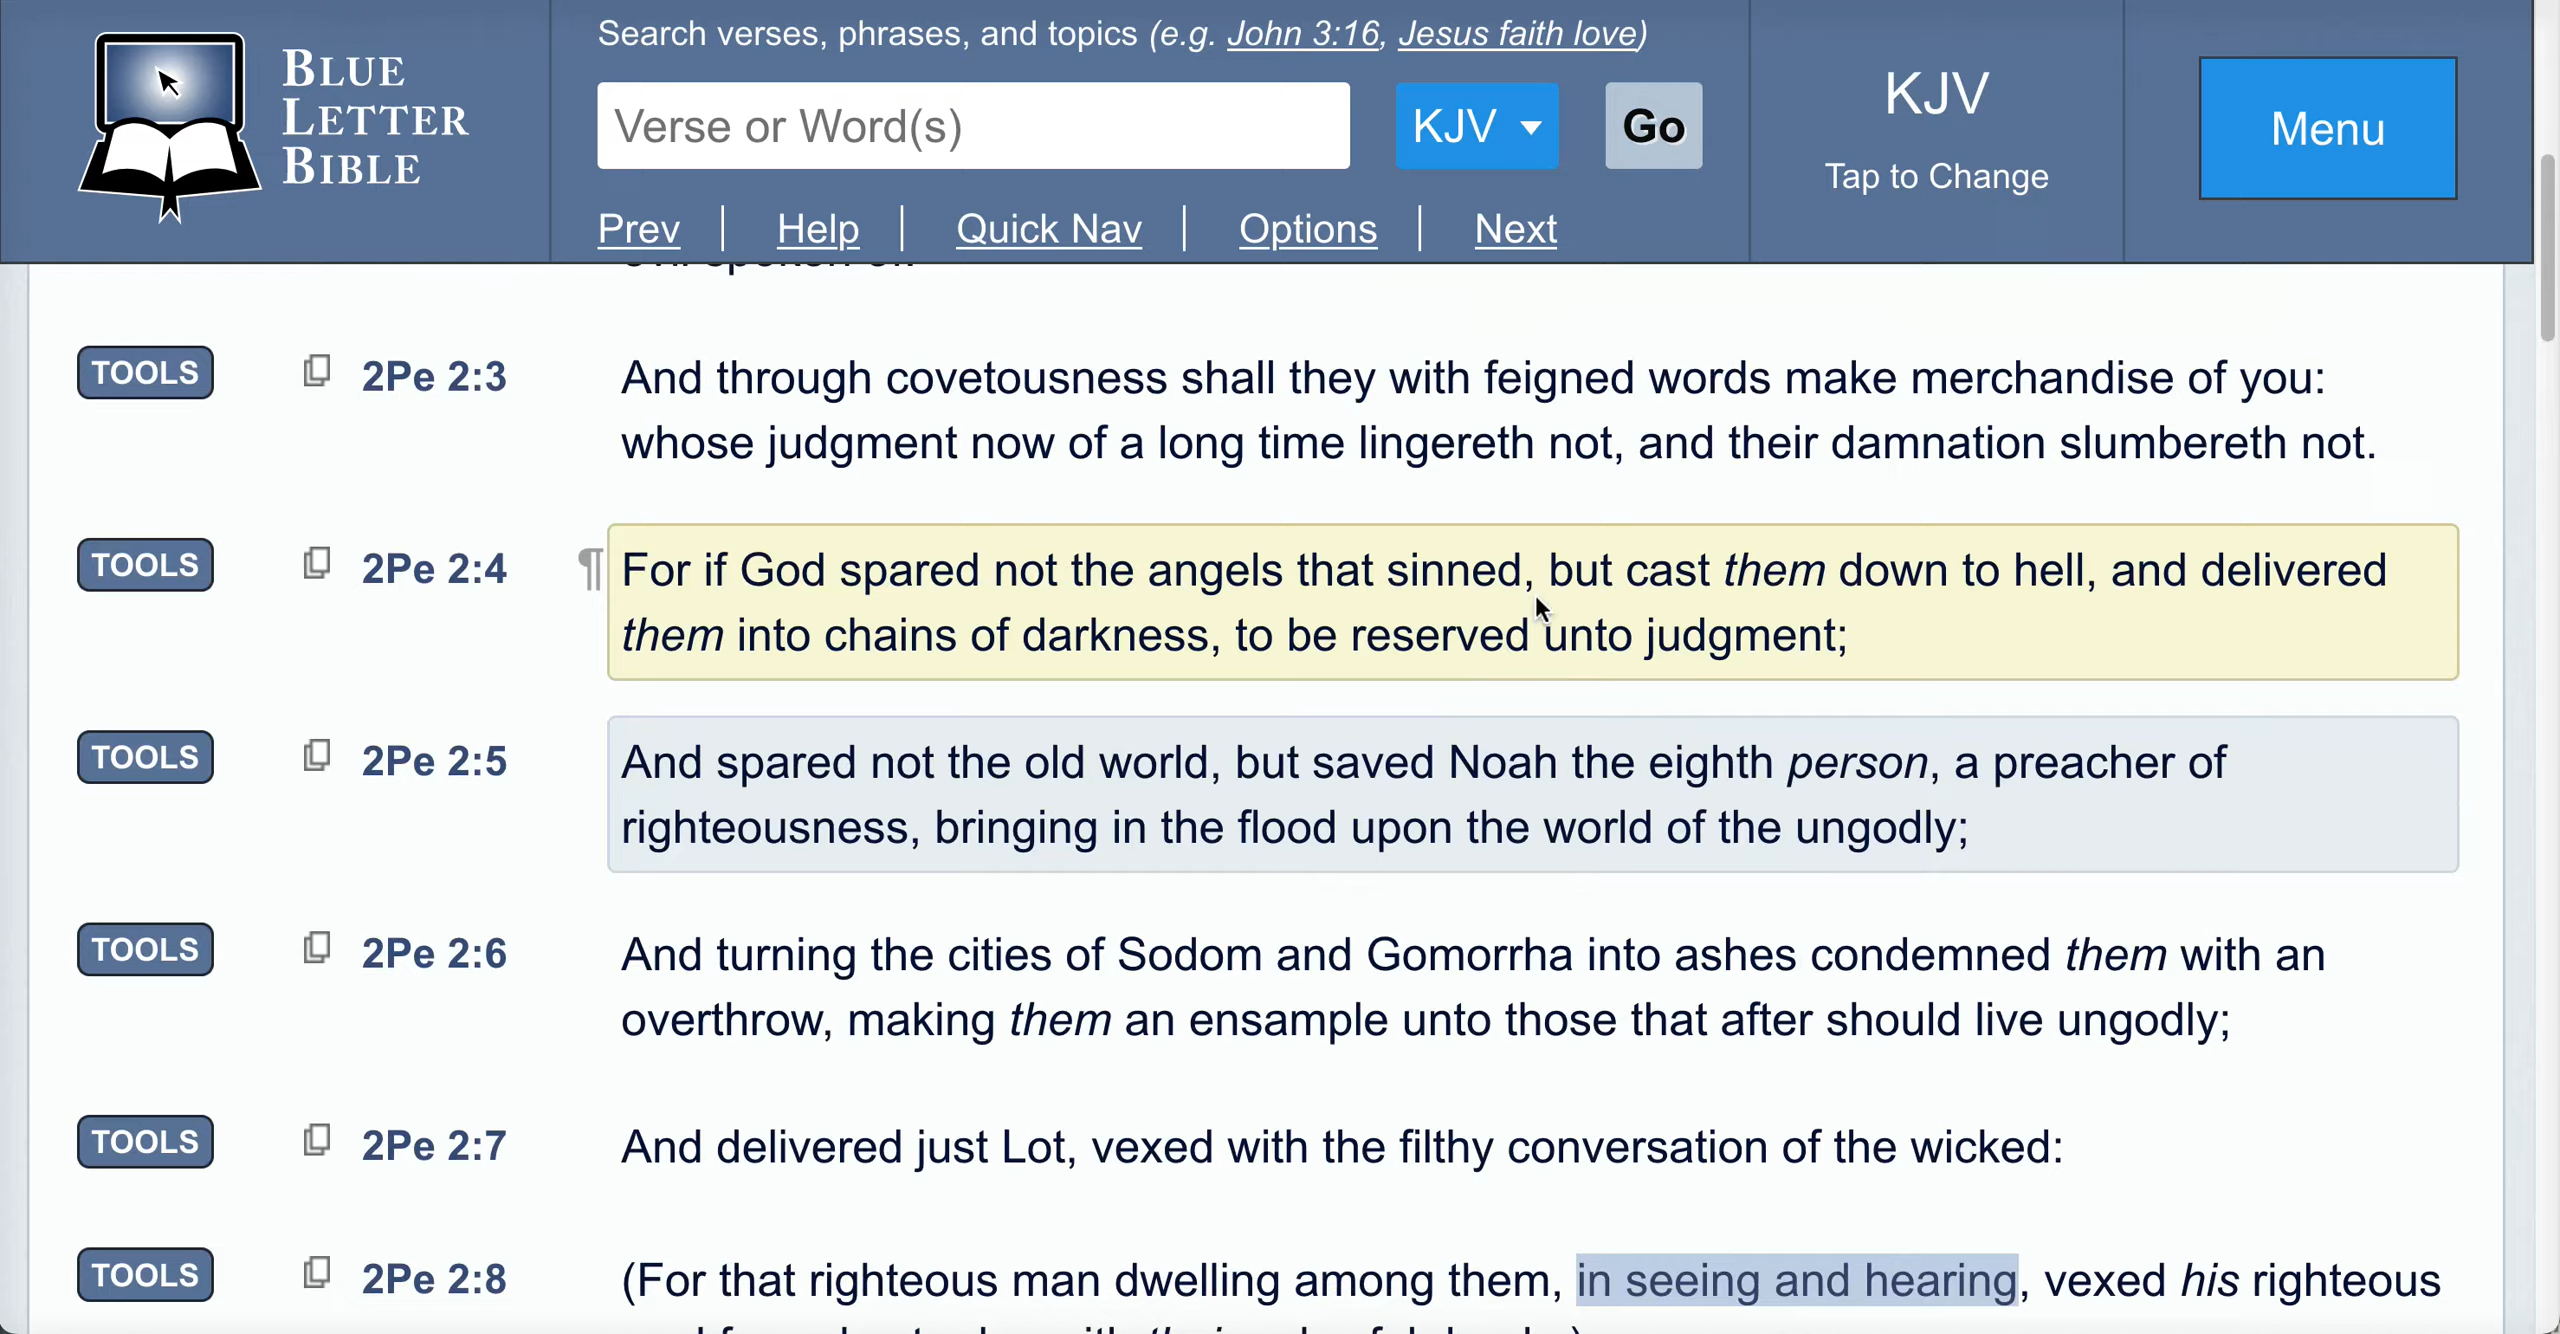 BLUE
LETTER
BIBLE
Search verses, phrases, and topics (e.g. John 3:16, Jesus faith love)
Verse or Word(s)
KJV
Go
Prev | Help | Quick Nav | Options | Next
KJV
Tap to Change
Menu
TOOLS 2Pe 2:3 And through covetousness shall they with feigned words make merchandise of you:
whose judgment now of a long time lingereth not, and their damnation slumbereth not.
TOOLS 2Pe 2:4 ¶ For if God spared not the angels that sinned, but cast them down to hell, and delivered
them into chains of darkness, to be reserved unto judgment;
TOOLS 2Pe 2:5 And spared not the old world, but saved Noah the eighth person, a preacher of
righteousness, bringing in the flood upon the world of the ungodly;
TOOLS 2Pe 2:6 And turning the cities of Sodom and Gomorrha into ashes condemned them with an
overthrow, making them an ensample unto those that after should live ungodly;
TOOLS 2Pe 2:7 And delivered just Lot, vexed with the filthy conversation of the wicked:
TOOLS 2Pe 2:8 (For that righteous man dwelling among them, in seeing and hearing, vexed his righteous